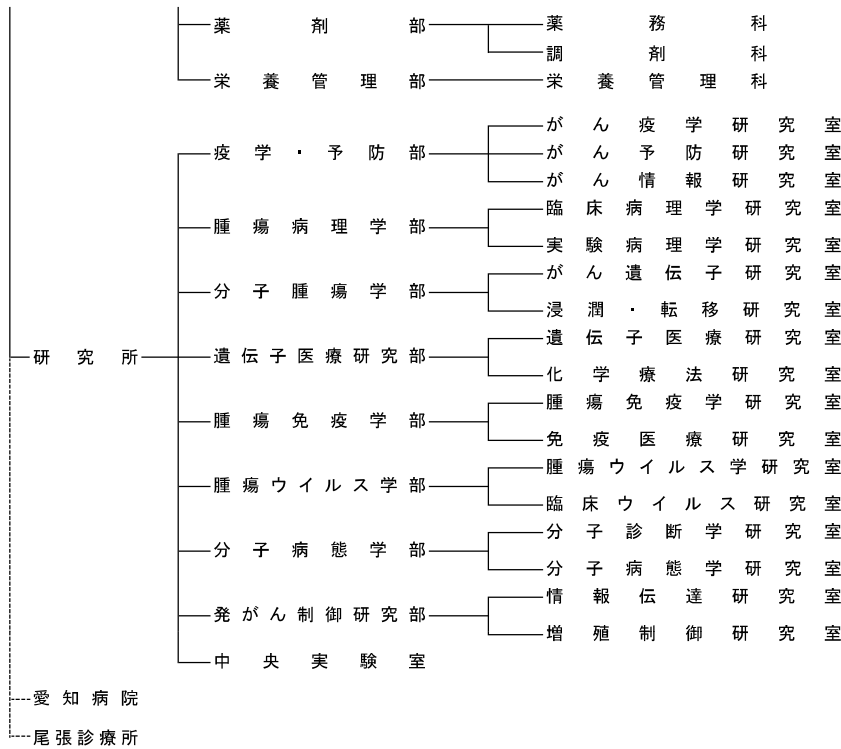 薬剤部 薬務科
調剤科
栄養管理部 栄養管理科
がん疫学研究室
疫学・予防部 がん予防研究室
がん情報研究室
臨床病理学研究室
腫瘍病理学部
実験病理学研究室
がん遺伝子研究室
分子腫瘍学部
浸潤・転移研究室
遺伝子医療研究室
研究所 遺伝子医療研究部
化学療法研究室
腫瘍免疫学研究室
腫瘍免疫学部
免疫医療研究室
腫瘍ウイルス学研究室
腫瘍ウイルス学部
臨床ウイルス研究室
分子診断学研究室
分子病態学部
分子病態学研究室
情報伝達研究室
発がん制御研究部
増殖制御研究室
中央実験室
愛知病院
尾張診療所